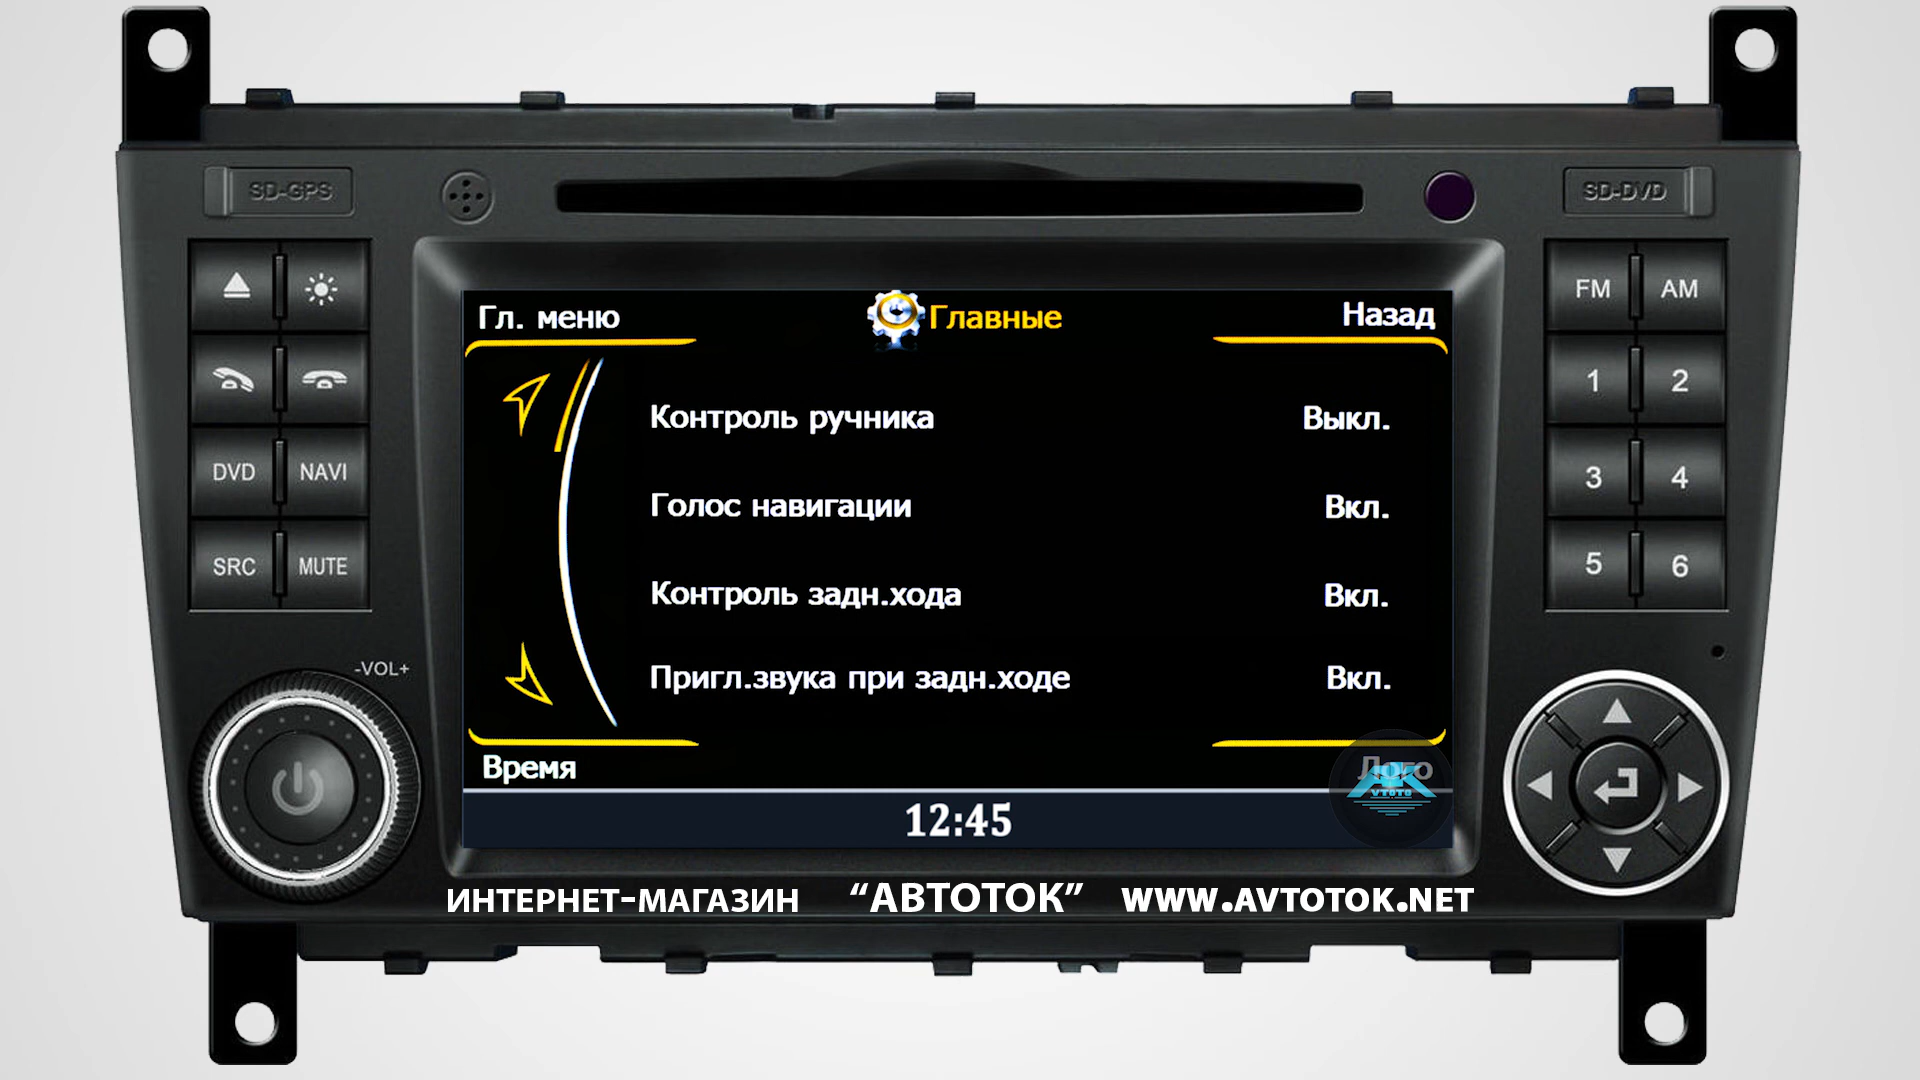 SD-GPS
SD-DVD
FM AM
Гл. меню
Главные
Назад
Контроль ручника Выкл.
1 2
DVD NAVI
Голос навигации Вкл.
3 4
SRC MUTE
Контроль задн.хода Вкл.
5 6
-VOL+
Пригл.звука при задн.ходе Вкл.
Время
Лого
VTOTO
12:45
ИНТЕРНЕТ-МАГАЗИН “АВТОТОК” WWW.AVTOTOK.NET